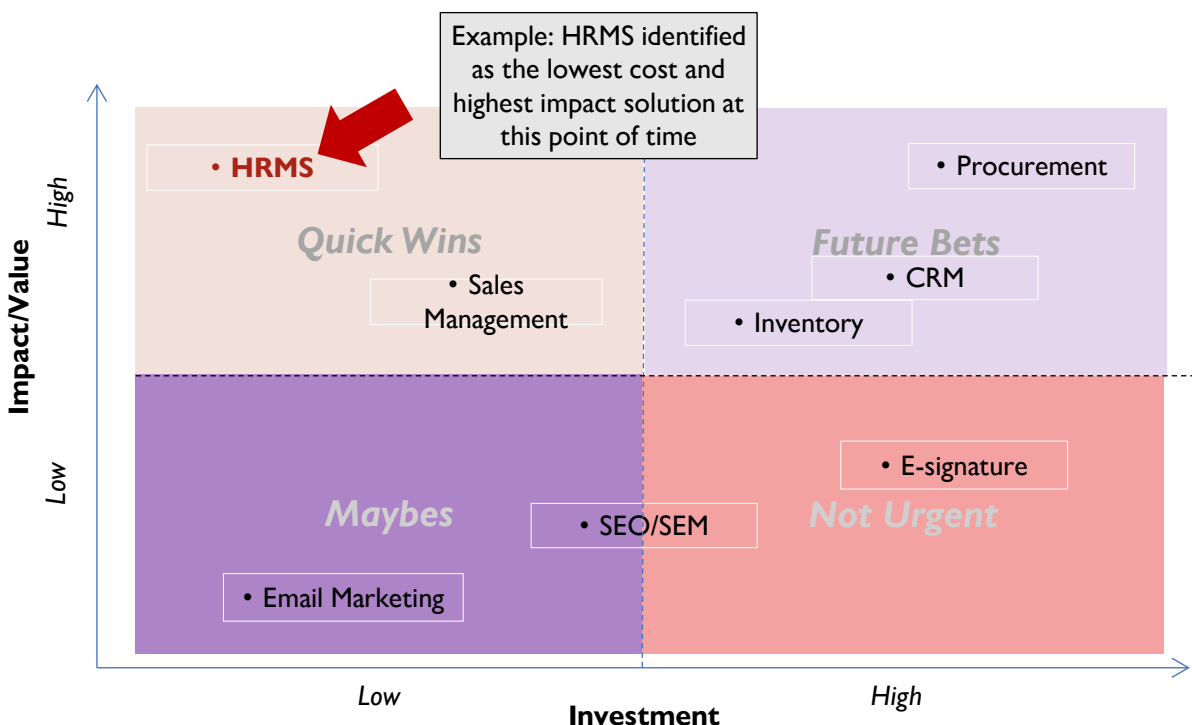 Example: HRMS identified
as the lowest cost and
highest impact solution at
this point of time
Impact/Value
High
Low
• HRMS
Quick Wins
• Sales
Management
• Procurement
Future Bets
• CRM
• Inventory
Maybes
• SEO/SEM
• Email Marketing
• E-signature
Not Urgent
Low
High
Investment